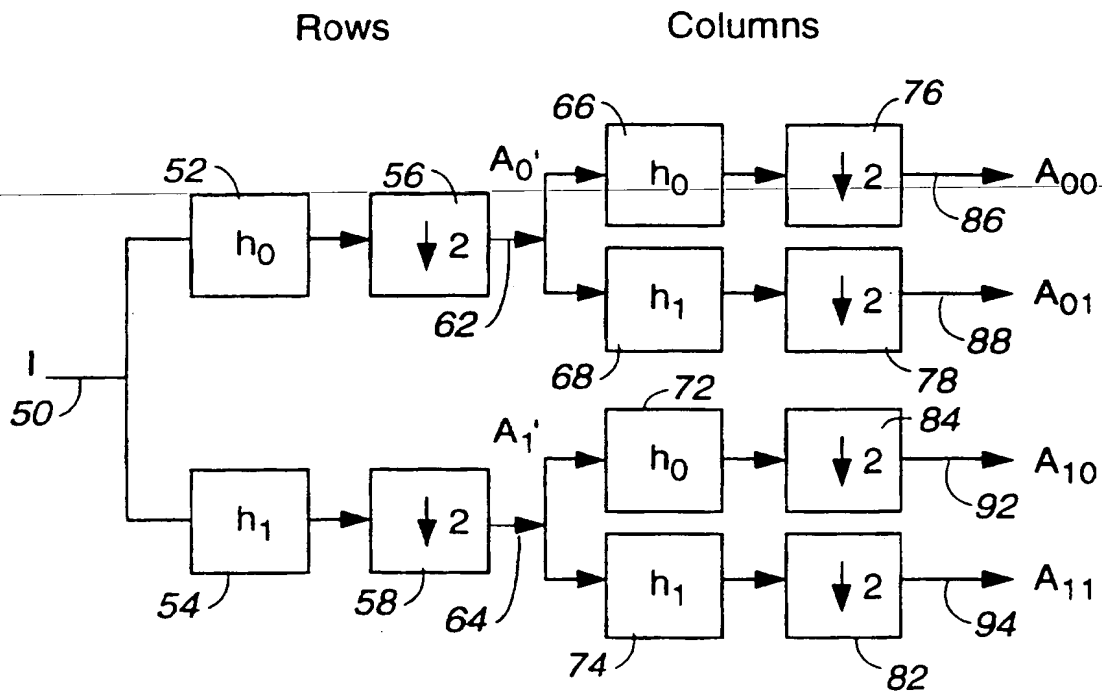 Rows Columns
66 76
52 56 A0' h0 ↓ 2 A00
h0 ↓ 2 86
62 h1 ↓ 2 A01
I 68 78 88
50 72 84
A1' h0 ↓ 2 A10
92
h1 ↓ 2 h1 ↓ 2 A11
54 58 64 94
74 82